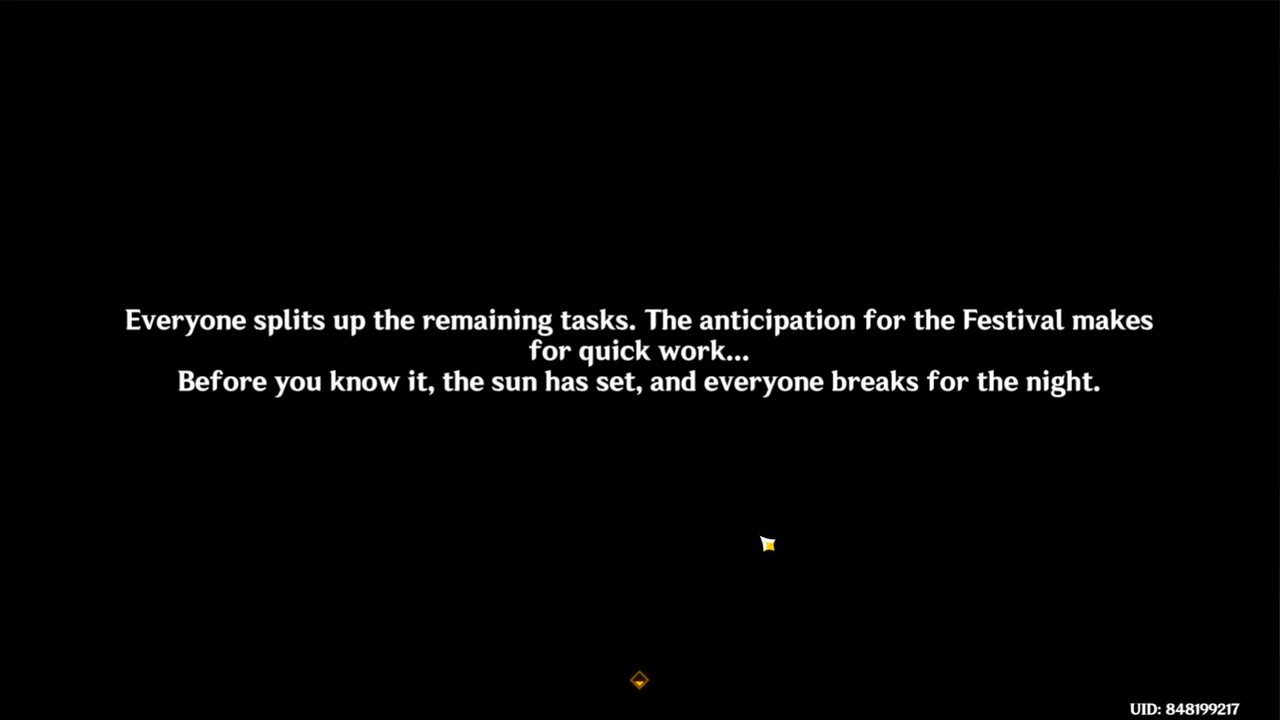 Everyone splits up the remaining tasks. The anticipation for the Festival makes
for quick work...
Before you know it, the sun has set, and everyone breaks for the night.
UID: 848199217